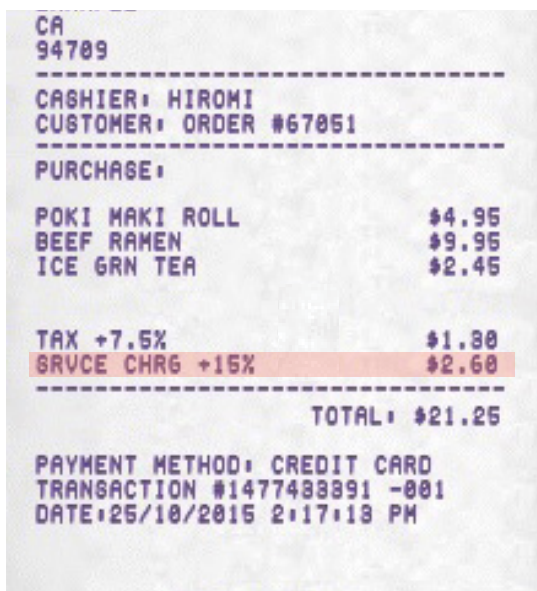 CA
94709
CASHIER: HIROMI
CUSTOMER: ORDER #67051
PURCHASE:
POKI MAKI ROLL $4.95
BEEF RAMEN $9.95
ICE GRN TEA $2.45
TAX +7.5% $1.30
SRVCE CHRG +15% $2.60
TOTAL: $21.25
PAYMENT METHOD: CREDIT CARD
TRANSACTION #1477433391 -001
DATE:25/10/2015 2:17:13 PM